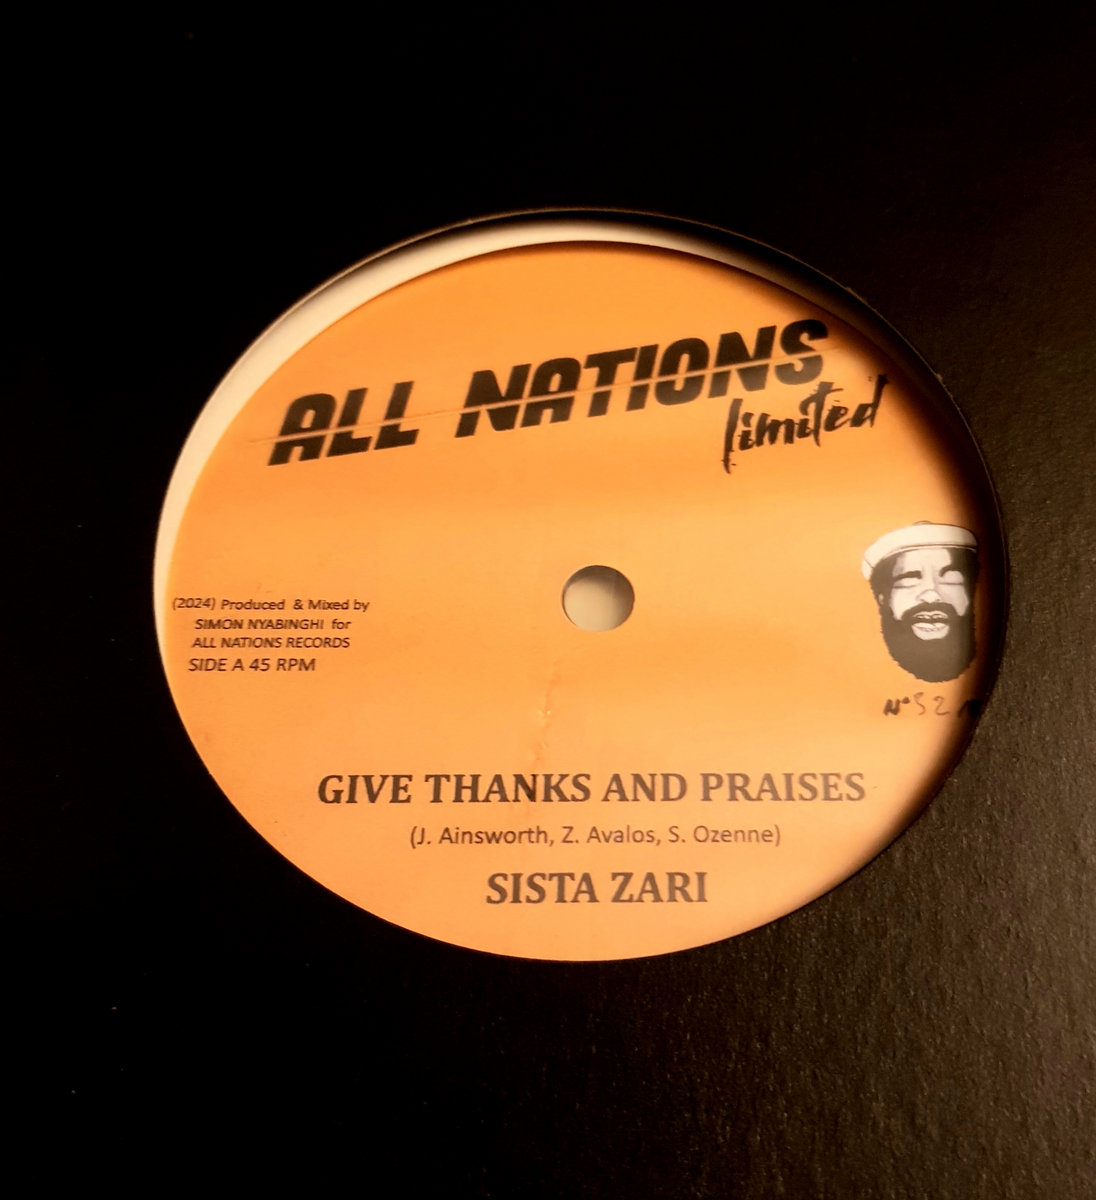 ALL NATIONS
limited
(2024) Produced & Mixed by
SIMON NYABINGHI for
ALL NATIONS RECORDS
SIDE A 45 RPM
N° 52
GIVE THANKS AND PRAISES
(J. Ainsworth, Z. Avalos, S. Ozenne)
SISTA ZARI